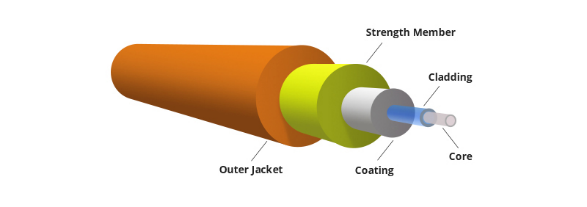 Strength Member
Cladding
Core
Coating
Outer Jacket